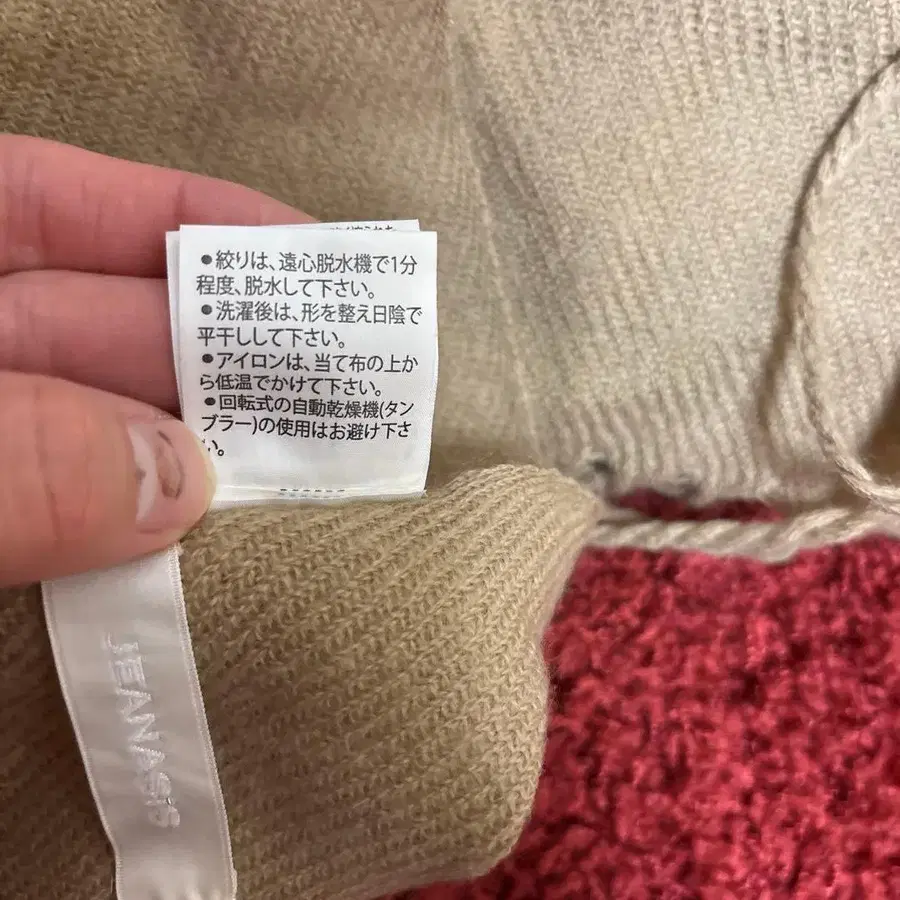 ●絞りは、遠心脱水機で1分
程度、脱水して下さい。
●洗濯後は、形を整え日陰で
平干しして下さい。
●アイロンは、当て布の上か
ら低温でかけて下さい。
●回転式の自動乾燥機(タン
ブラー)の使用はお避け下さ
い。
JEANASiS